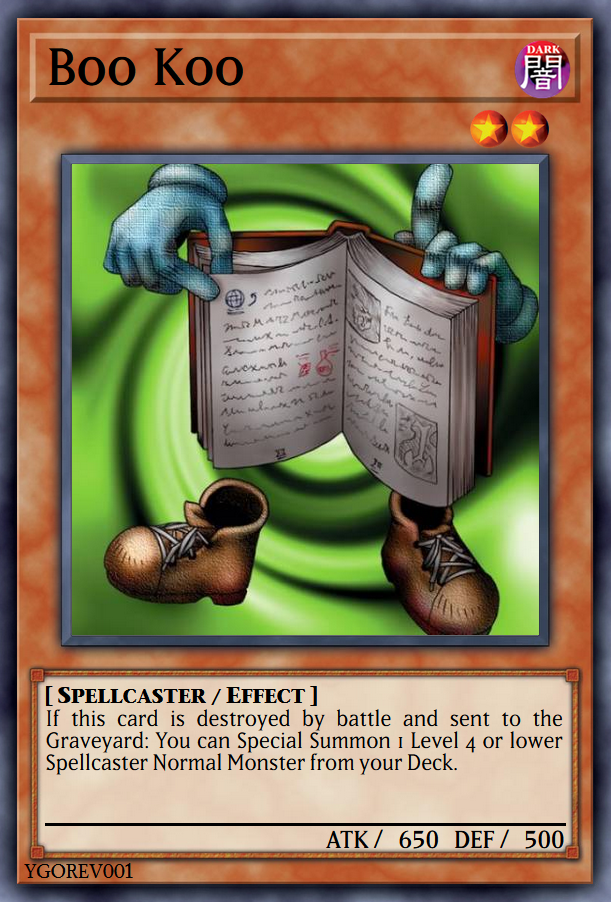 Boo Koo
DARK
闇
[ Spellcaster / Effect ]
If this card is destroyed by battle and sent to the
Graveyard: You can Special Summon 1 Level 4 or lower
Spellcaster Normal Monster from your Deck.
ATK / 650 DEF / 500
YGOREV001